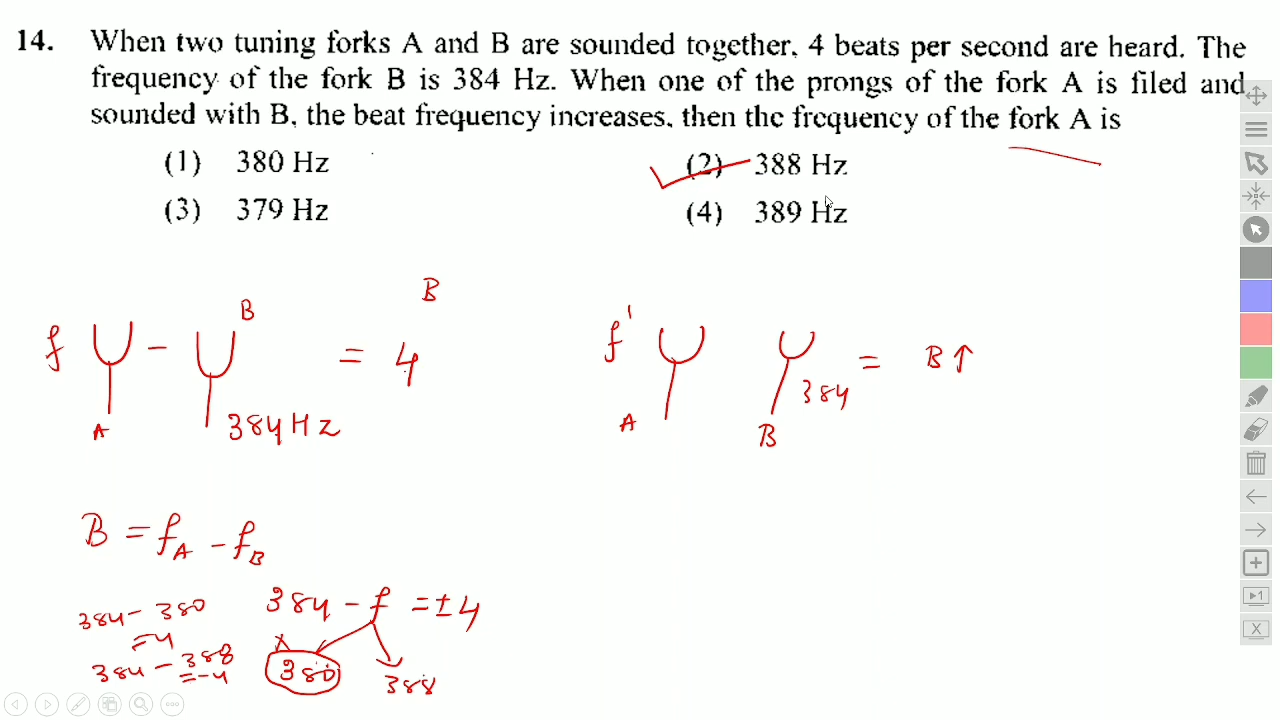 14. When two tuning forks A and B are sounded together, 4 beats per second are heard. The
frequency of the fork B is 384 Hz. When one of the prongs of the fork A is filed and
sounded with B, the beat frequency increases, then the frequency of the fork A is
(1) 380 Hz (2) 388 Hz
(3) 379 Hz (4) 389 Hz
B
B
f - = 4
A 384 Hz
f' = B↑
384
A B
B = fA - fB
384 - f = ±4
384 - 380
= 4
X
384 - 388
= -4
380 388